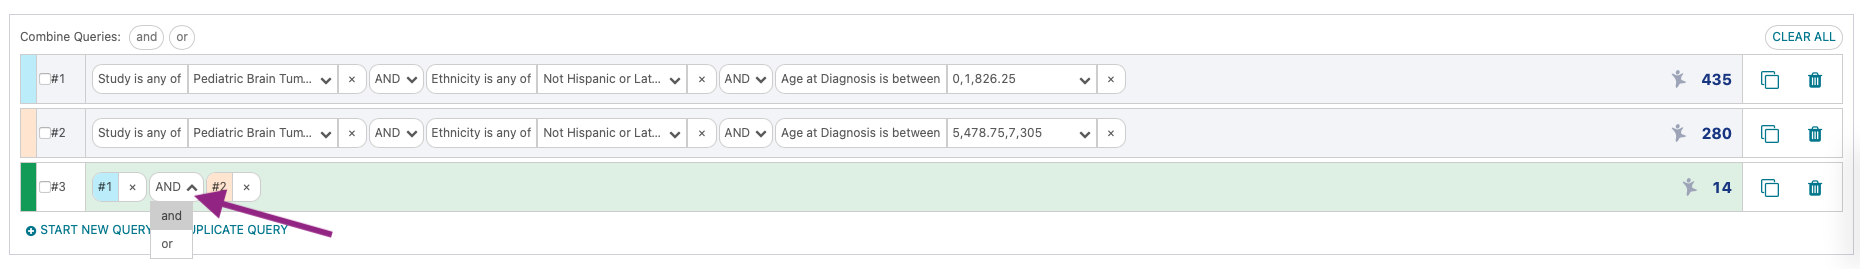 Combine Queries: and or CLEAR ALL
#1 Study is any of Pediatric Brain Tum... × AND Ethnicity is any of Not Hispanic or Lat... × AND Age at Diagnosis is between 0,1,826.25 × 435
#2 Study is any of Pediatric Brain Tum... × AND Ethnicity is any of Not Hispanic or Lat... × AND Age at Diagnosis is between 5,478.75,7,305 × 280
#3 #1 × AND #2 × 14
and
START NEW QUERY UPLICATE QUERY
or